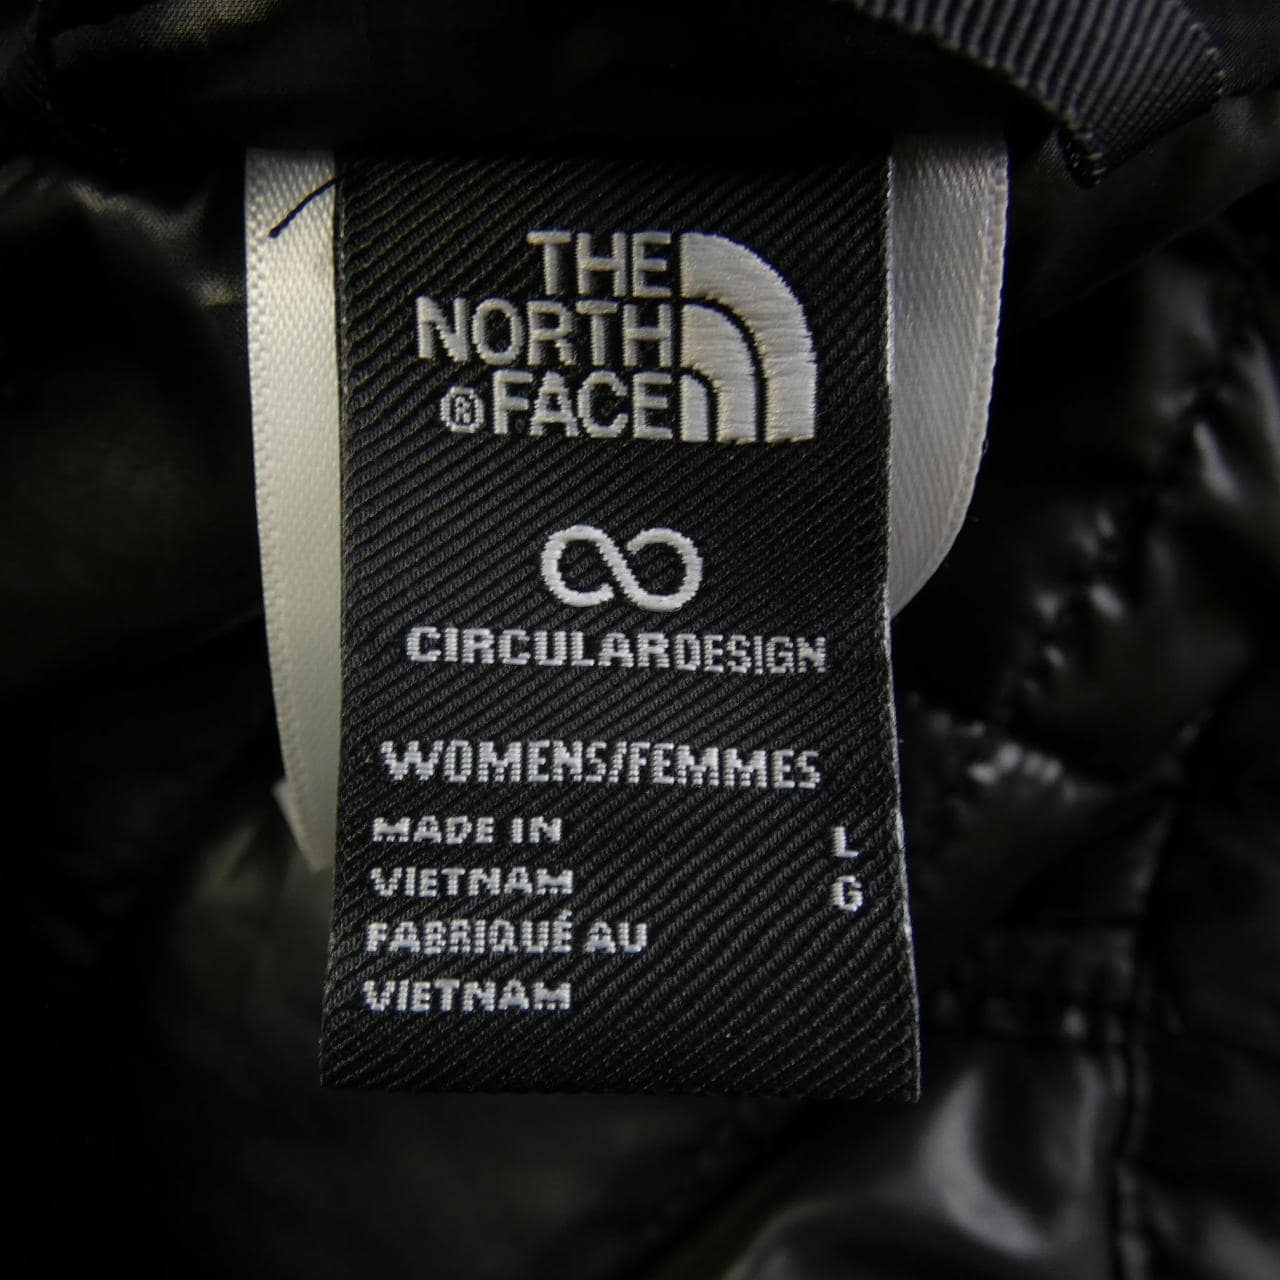 THE
NORTH
®FACE
CIRCULARDESIGN
WOMENS/FEMMES
MADE IN
VIETNAM
FABRIQUÉ AU
VIETNAM
L
G